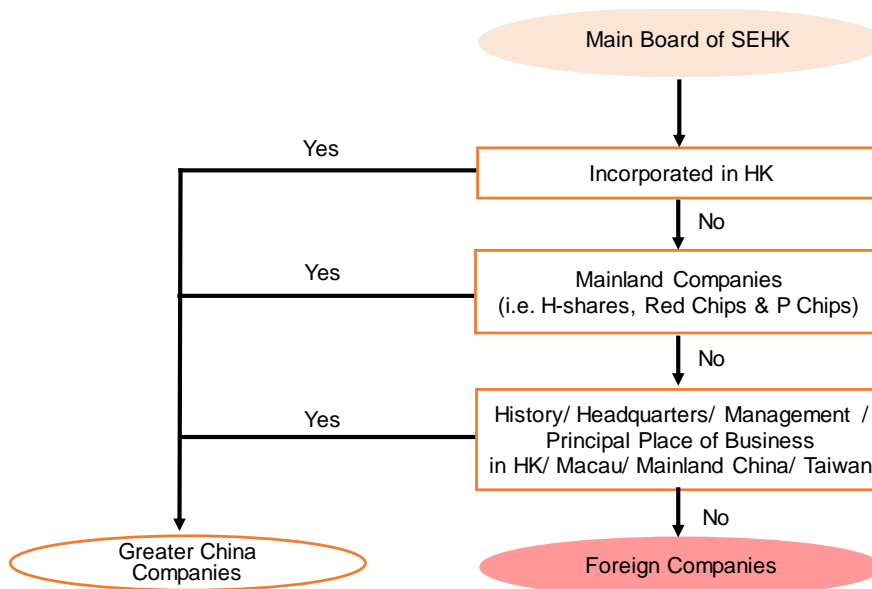 Main Board of SEHK
Yes
Incorporated in HK
No
Yes
Mainland Companies
(i.e. H-shares, Red Chips & P Chips)
No
Yes
History/ Headquarters/ Management /
Principal Place of Business
in HK/ Macau/ Mainland China/ Taiwan
No
Greater China
Companies
Foreign Companies